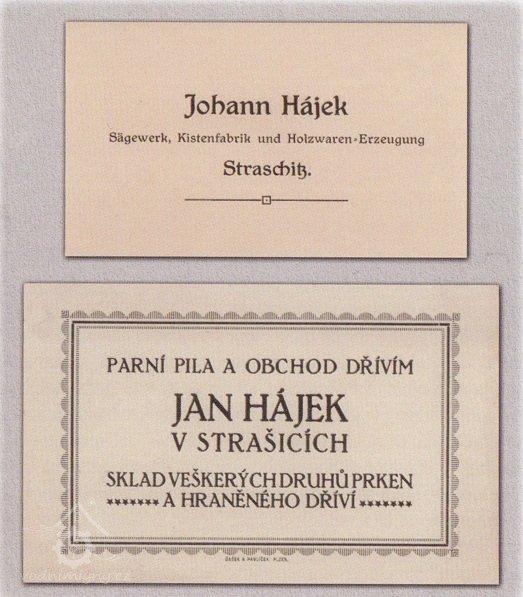 Johann Hájek
Sägewerk, Kistenfabrik und Holzwaren-Erzeugung
Straschitz.
PARNÍ PILA A OBCHOD DŘÍVÍM
JAN HÁJEK
V STRAŠICÍCH
SKLAD VEŠKERÝCH DRUHŮ PRKEN
A HRANĚNÉHO DŘÍVÍ
PLZEŇ.